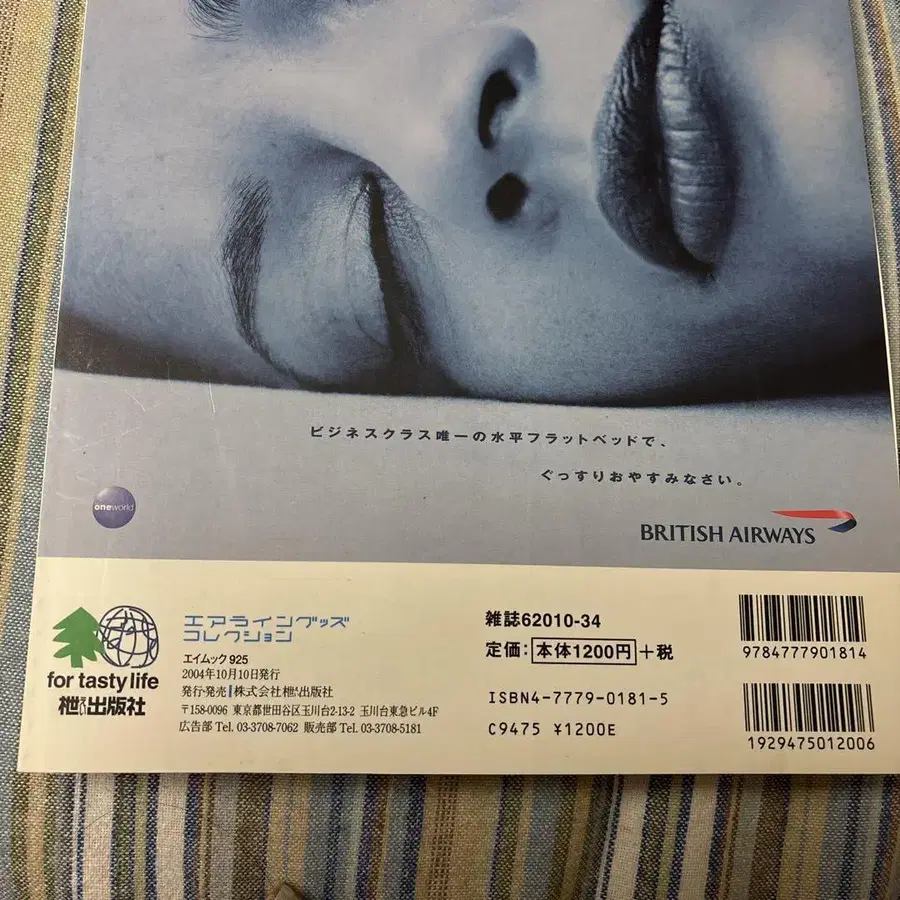 ビジネスクラス唯一の水平フラットベッドで、
ぐっすりおやすみなさい。
oneworld
BRITISH AIRWAYS
for tasty life
枻出版社
エアライングッズ
コレクション
エイムック 925
2004年10月10日発行
発行・発売 株式会社枻出版社
〒158-0096 東京都世田谷区玉川台2-13-2 玉川台東急ビル4F
広告部 Tel. 03-3708-7062 販売部 Tel. 03-3708-5181
雑誌62010-34
定価:本体1200円+税
ISBN4-7779-0181-5
C9475 ¥1200E
9784777901814
1929475012006